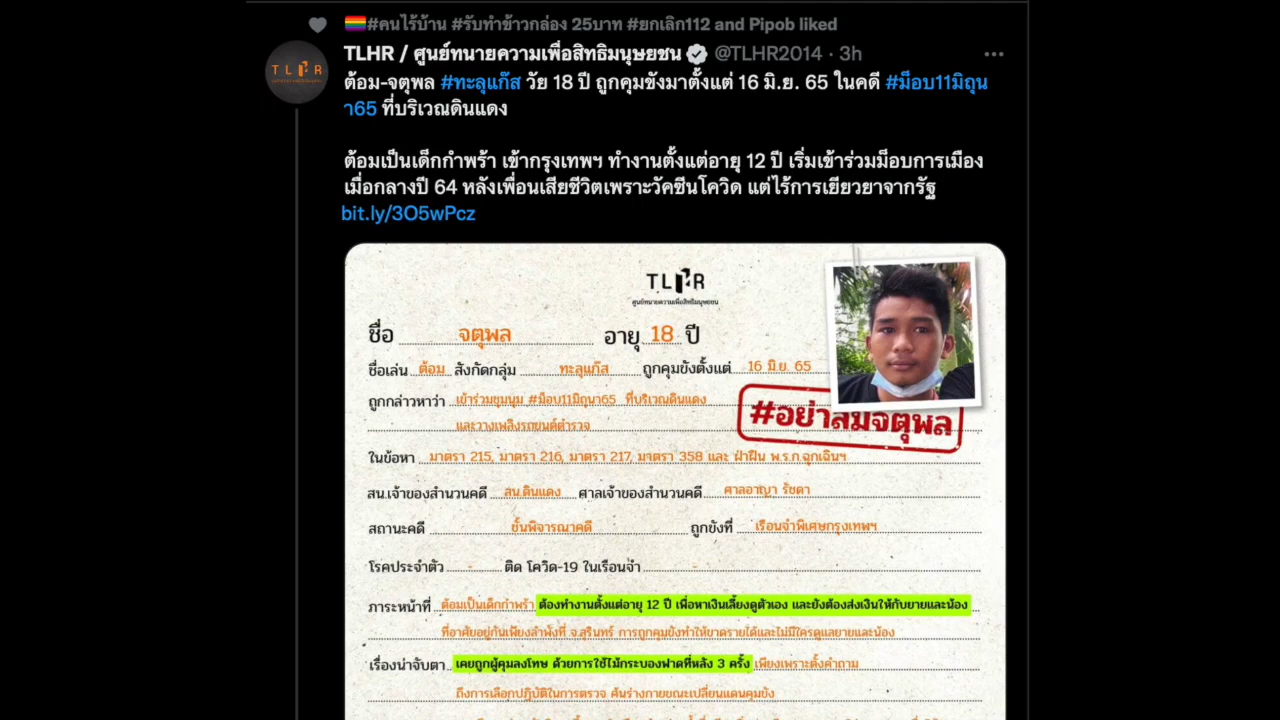 #คนไร้บ้าน #รับทำข้าวกล่อง 25บาท #ยกเลิก112 and Pipob liked
TLHR / ศูนย์ทนายความเพื่อสิทธิมนุษยชน @TLHR2014 · 3h
TLHR
ต้อม-จตุพล #ทะลุแก๊ส วัย 18 ปี ถูกคุมขังมาตั้งแต่ 16 มิ.ย. 65 ในคดี #ม็อบ11มิถุน
า65 ที่บริเวณดินแดง
ต้อมเป็นเด็กกำพร้า เข้ากรุงเทพฯ ทำงานตั้งแต่อายุ 12 ปี เริ่มเข้าร่วมม็อบการเมือง
เมื่อกลางปี 64 หลังเพื่อนเสียชีวิตเพราะวัคซีนโควิด แต่ไร้การเยียวยาจากรัฐ
bit.ly/3O5wPcz
TLHR
ศูนย์ทนายความเพื่อสิทธิมนุษยชน
ชื่อ จตุพล อายุ 18 ปี
ชื่อเล่น ต้อม สังกัดกลุ่ม ทะลุแก๊ส ถูกคุมขังตั้งแต่ 16 มิ.ย. 65
ถูกกล่าวหาว่า เข้าร่วมชุมนุม #ม็อบ11มิถุนา65 ที่บริเวณดินแดง
และวางเพลิงรถยนต์ตำรวจ
#อย่าลืมจตุพล
ในข้อหา มาตรา 215, มาตรา 216, มาตรา 217, มาตรา 358 และ ฝ่าฝืน พ.ร.ก.ฉุกเฉินฯ
สน.เจ้าของสำนวนคดี สน.ดินแดง ศาลเจ้าของสำนวนคดี ศาลอาญา รัชดา
สถานะคดี ชั้นพิจารณาคดี ถูกขังที่ เรือนจำพิเศษกรุงเทพฯ
โรคประจำตัว - ติด โควิด-19 ในเรือนจำ -
ภาระหน้าที่ ต้อมเป็นเด็กกำพร้า ต้องทำงานตั้งแต่อายุ 12 ปี เพื่อหาเงินเลี้ยงดูตัวเอง และยังต้องส่งเงินให้กับยายและน้อง
ที่อาศัยอยู่กันเพียงลำพังที่ จ.สุรินทร์ การถูกคุมขังทำให้ขาดรายได้และไม่มีใครดูแลยายและน้อง
เรื่องน่าจับตา เคยถูกผู้คุมลงโทษ ด้วยการใช้ไม้กระบองฟาดที่หลัง 3 ครั้ง เพียงเพราะตั้งคำถาม
ถึงการเลือกปฏิบัติในการตรวจ ค้นร่างกายขณะเปลี่ยนแดนคุมขัง